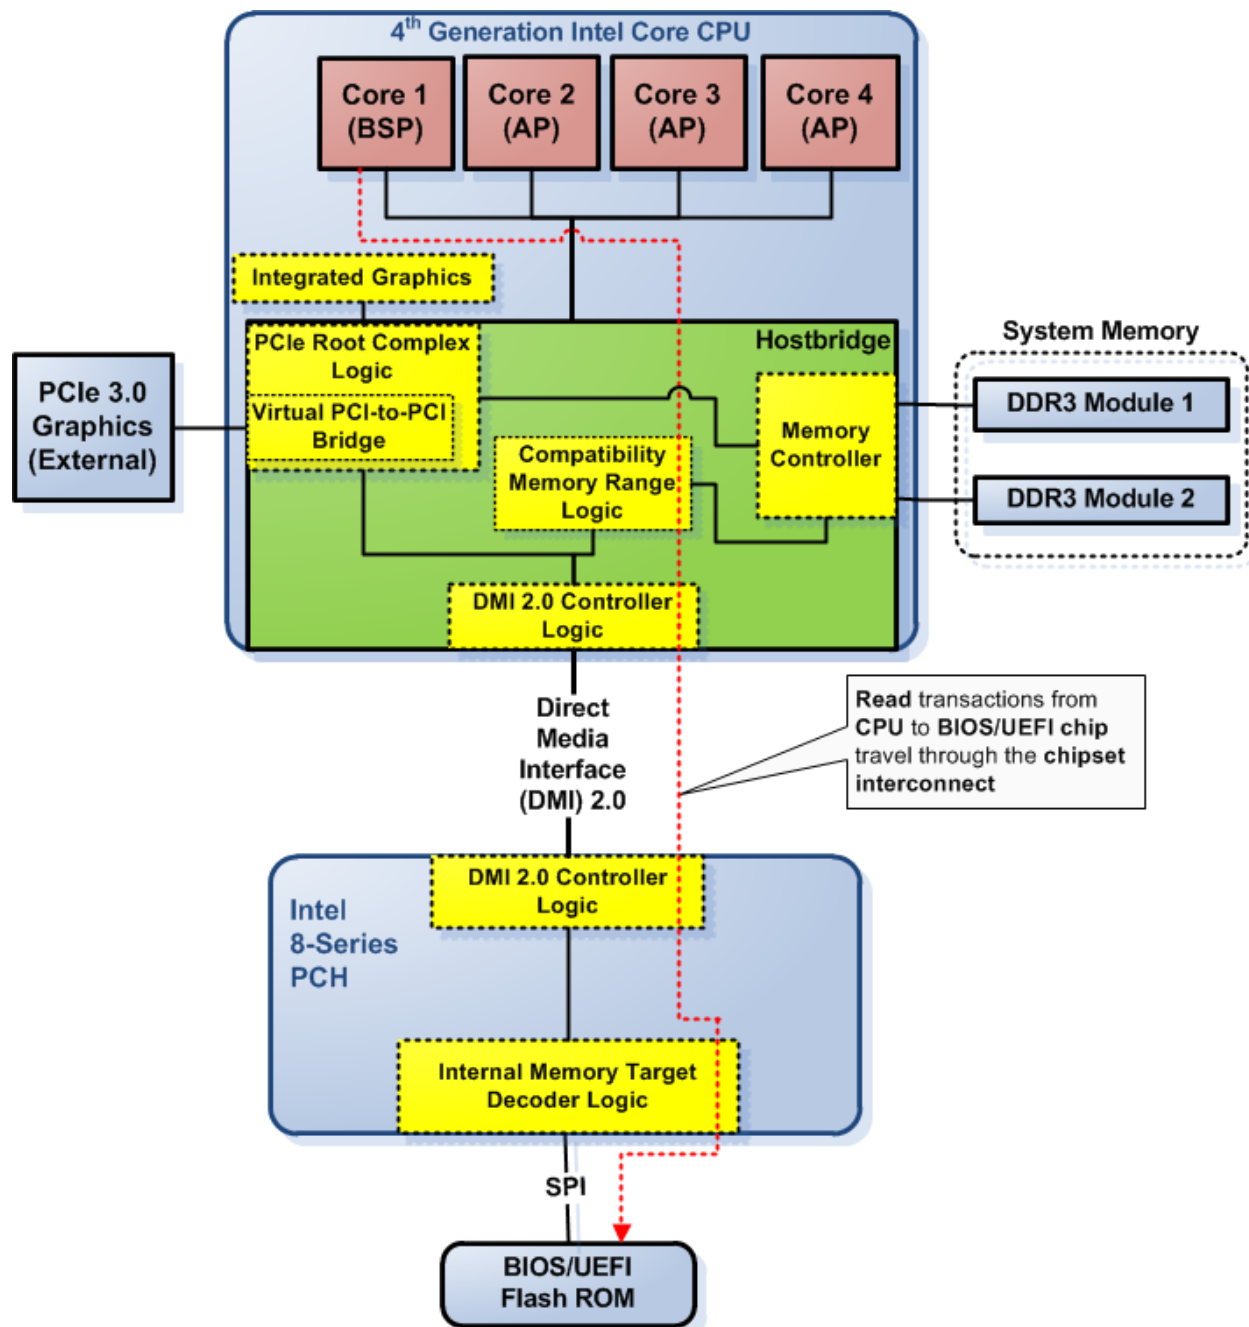 4th Generation Intel Core CPU
Core 1
(BSP)
Core 2
(AP)
Core 3
(AP)
Core 4
(AP)
Integrated Graphics
PCIe Root Complex
Logic
Virtual PCI-to-PCI
Bridge
Hostbridge
Compatibility
Memory Range
Logic
Memory
Controller
DMI 2.0 Controller
Logic
PCIe 3.0
Graphics
(External)
System Memory
DDR3 Module 1
DDR3 Module 2
Direct
Media
Interface
(DMI) 2.0
Read transactions from
CPU to BIOS/UEFI chip
travel through the chipset
interconnect
DMI 2.0 Controller
Logic
Intel
8-Series
PCH
Internal Memory Target
Decoder Logic
SPI
BIOS/UEFI
Flash ROM